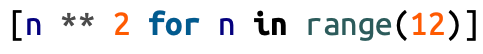 [n ** 2 for n in range(12)]